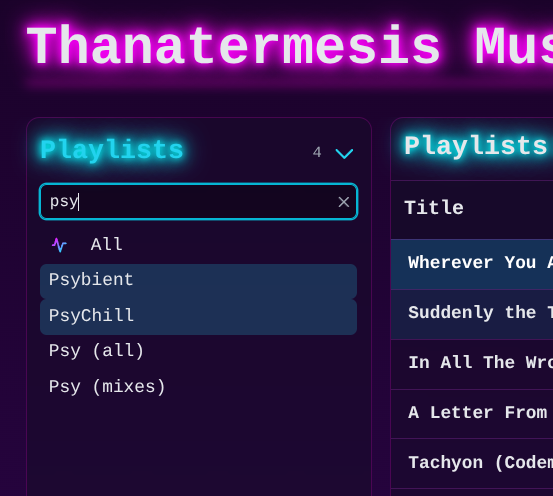 Thanatermesis Mus
Playlists 4
psy
All
Psybient
PsyChill
Psy (all)
Psy (mixes)
Playlists
Title
Wherever You A
Suddenly the T
In All The Wro
A Letter From
Tachyon (Codem